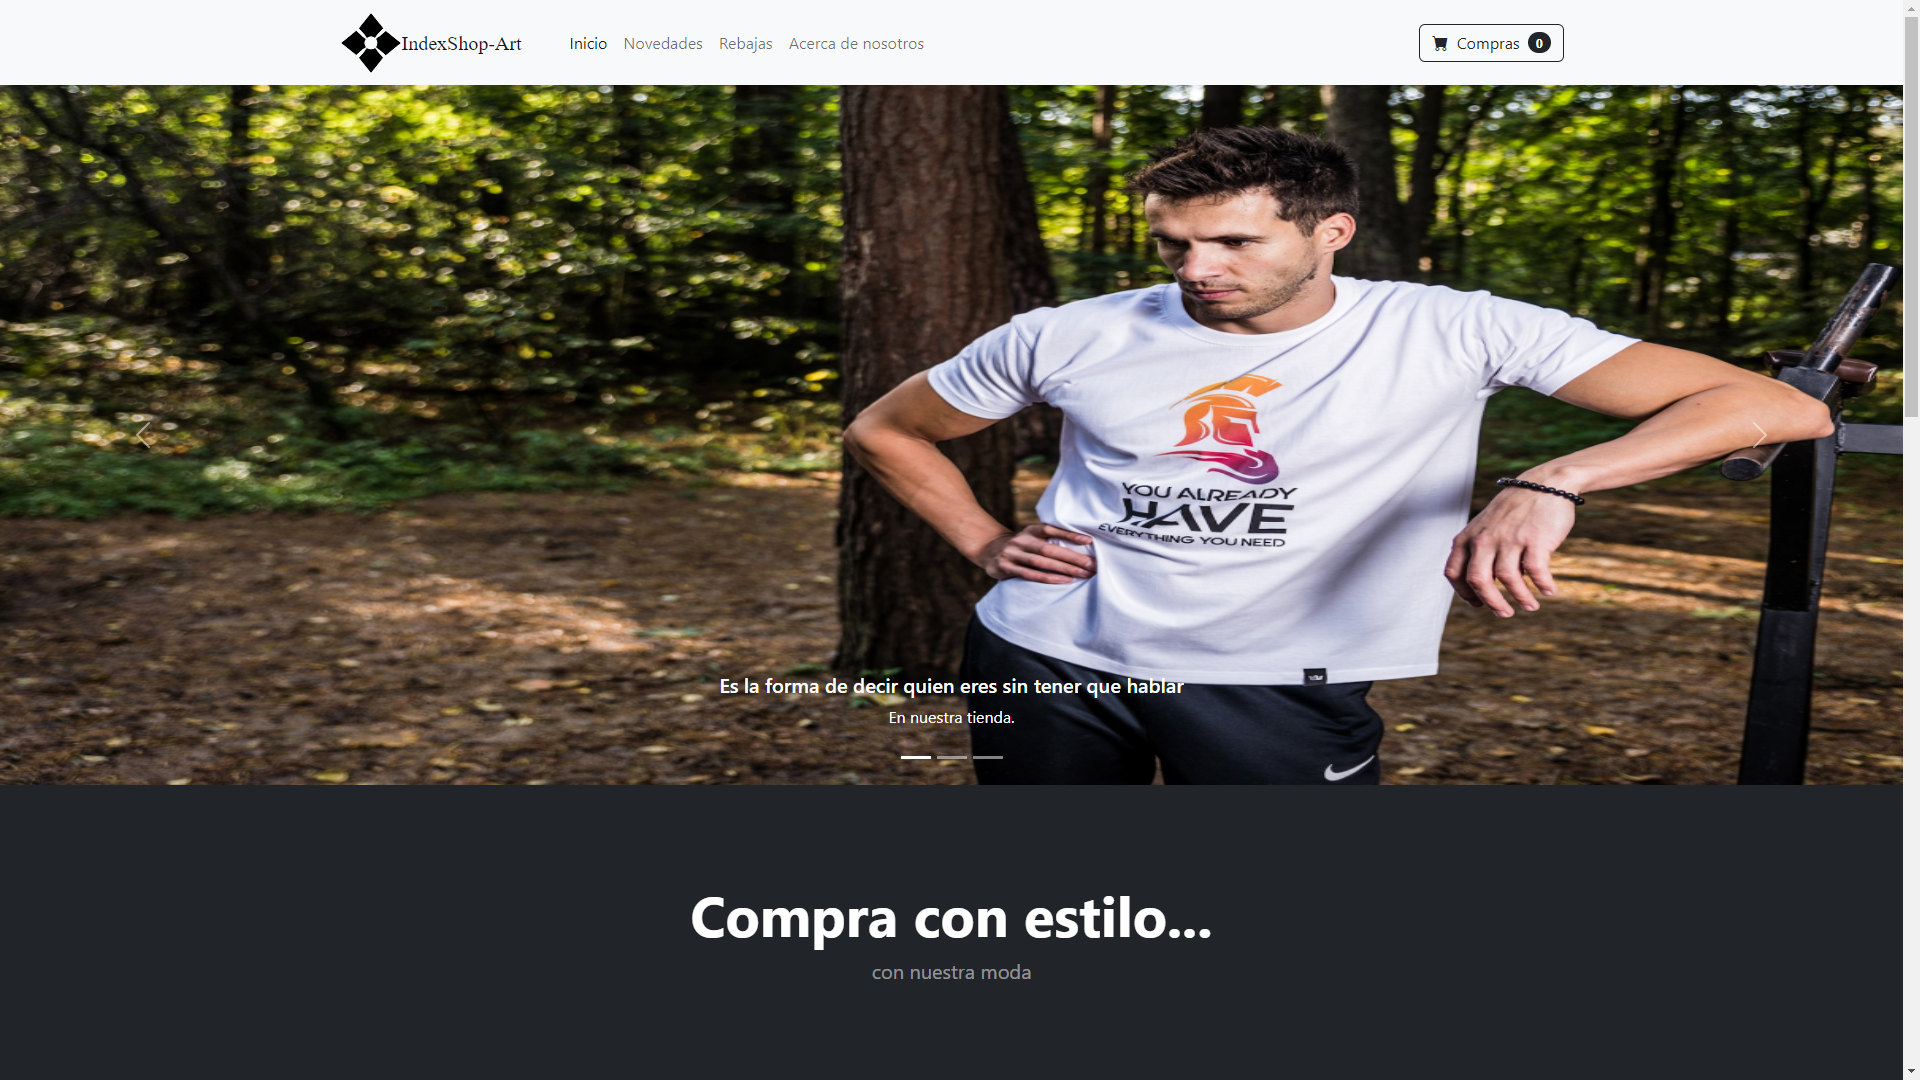 IndexShop-Art
Inicio
Novedades
Rebajas
Acerca de nosotros
Compras 0
YOU ALREADY
HAVE
EVERYTHING YOU NEED
Es la forma de decir quien eres sin tener que hablar
En nuestra tienda.
Compra con estilo...
con nuestra moda